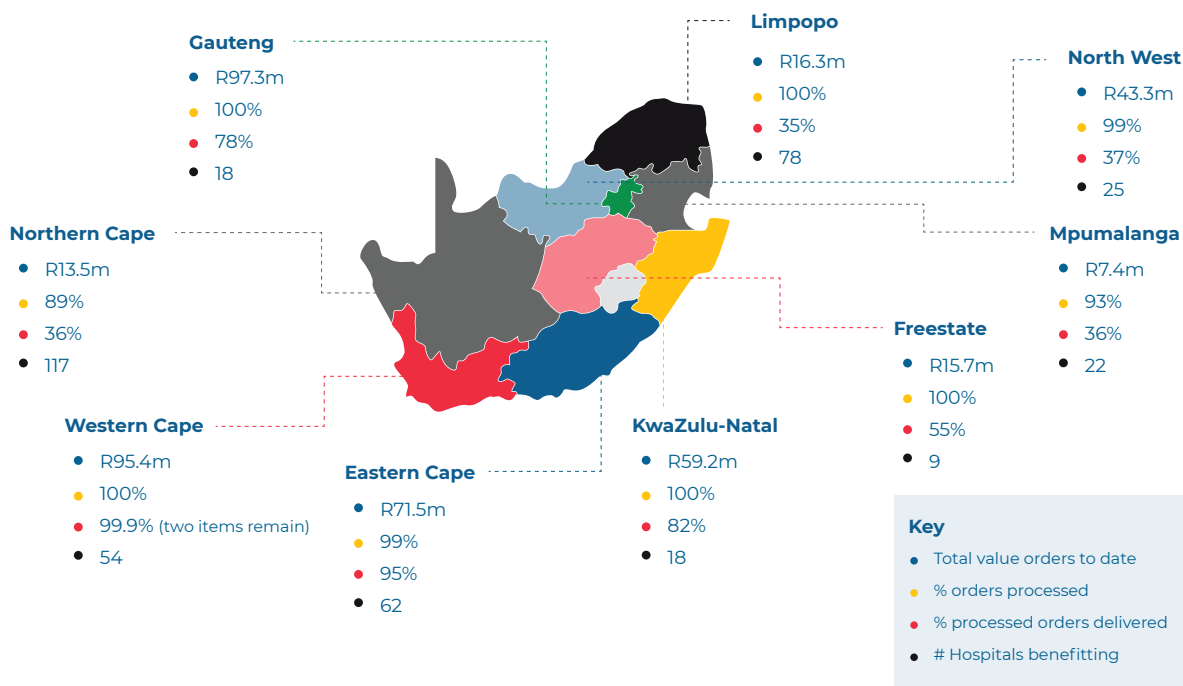 Limpopo
R16.3m
100%
35%
78
Gauteng
R97.3m
100%
78%
18
North West
R43.3m
99%
37%
25
Northern Cape
R13.5m
89%
36%
117
Mpumalanga
R7.4m
93%
36%
22
Freestate
R15.7m
100%
55%
9
Western Cape
R95.4m
100%
99.9% (two items remain)
54
Eastern Cape
R71.5m
99%
95%
62
KwaZulu-Natal
R59.2m
100%
82%
18
Key
Total value orders to date
% orders processed
% processed orders delivered
# Hospitals benefitting